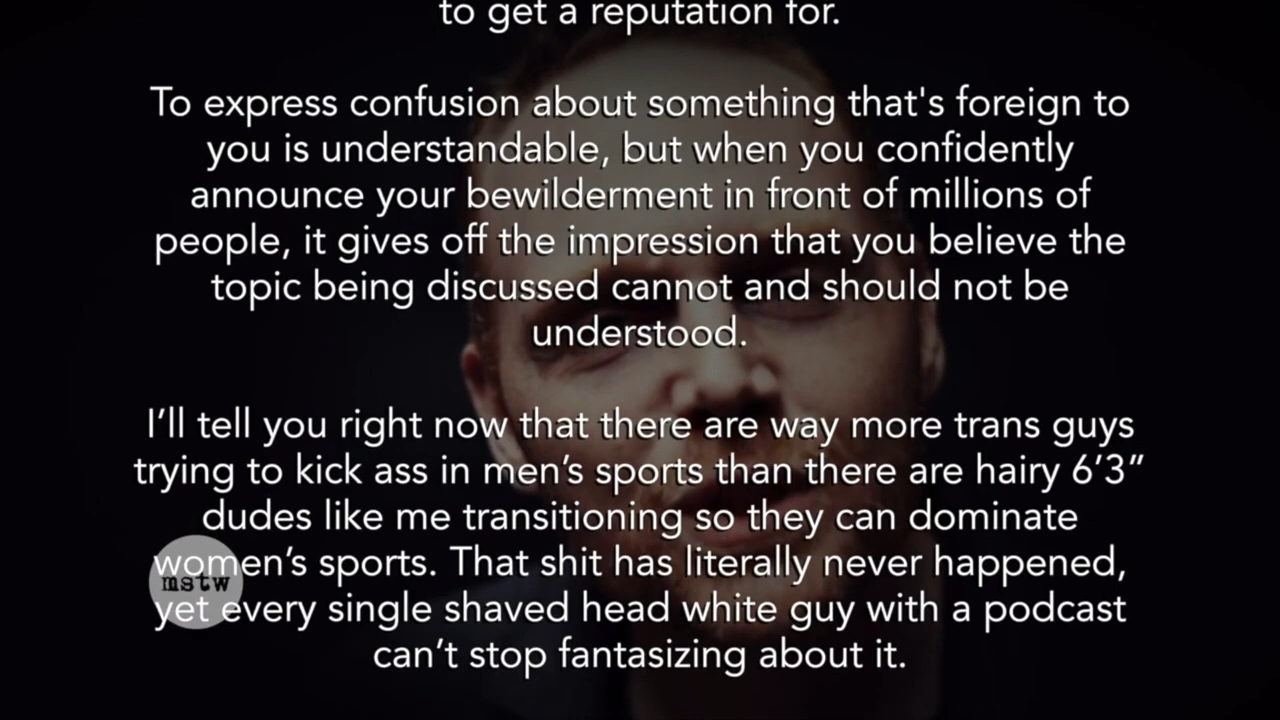 to get a reputation for.
To express confusion about something that's foreign to
you is understandable, but when you confidently
announce your bewilderment in front of millions of
people, it gives off the impression that you believe the
topic being discussed cannot and should not be
understood.
I’ll tell you right now that there are way more trans guys
trying to kick ass in men’s sports than there are hairy 6’3”
dudes like me transitioning so they can dominate
women’s sports. That shit has literally never happened,
mstw
yet every single shaved head white guy with a podcast
can’t stop fantasizing about it.